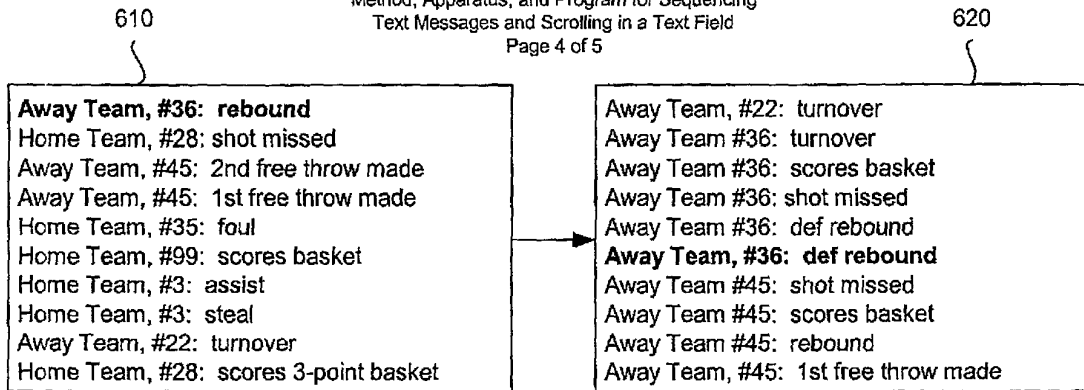 Method, Apparatus, and Program for Sequencing
Text Messages and Scrolling in a Text Field
Page 4 of 5
610
620
Away Team, #36: rebound
Home Team, #28: shot missed
Away Team, #45: 2nd free throw made
Away Team, #45: 1st free throw made
Home Team, #35: foul
Home Team, #99: scores basket
Home Team, #3: assist
Home Team, #3: steal
Away Team, #22: turnover
Home Team, #28: scores 3-point basket
Away Team, #22: turnover
Away Team #36: turnover
Away Team #36: scores basket
Away Team #36: shot missed
Away Team #36: def rebound
Away Team, #36: def rebound
Away Team #45: shot missed
Away Team #45: scores basket
Away Team #45: rebound
Away Team, #45: 1st free throw made